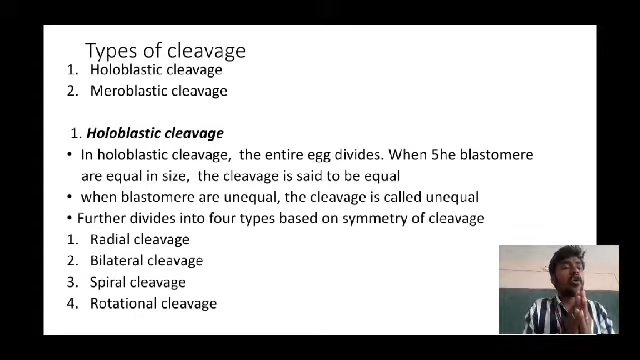 Types of cleavage
1. Holoblastic cleavage
2. Meroblastic cleavage
1. Holoblastic cleavage
• In holoblastic cleavage, the entire egg divides. When 5he blastomere
are equal in size, the cleavage is said to be equal
• when blastomere are unequal, the cleavage is called unequal
• Further divides into four types based on symmetry of cleavage
1. Radial cleavage
2. Bilateral cleavage
3. Spiral cleavage
4. Rotational cleavage